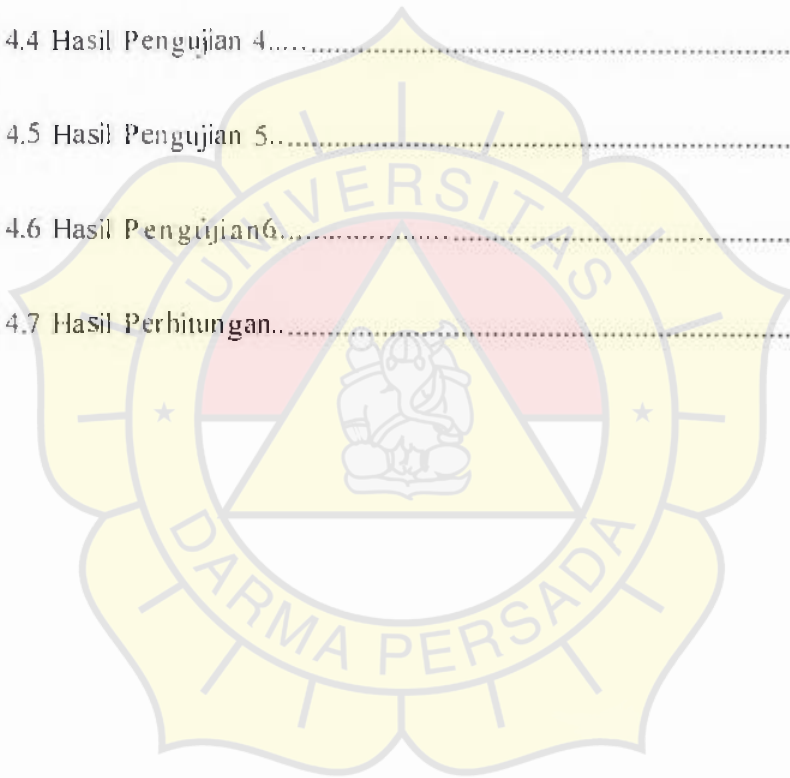 4.4 Hasil Pengujian 4.....................................................................
4.5 Hasil Pengujian 5.....................................................................
4.6 Hasil Pengujian6.....................................................................
4.7 Hasil Perhitungan.....................................................................
UNIVERSITAS
DARMA PERSADA